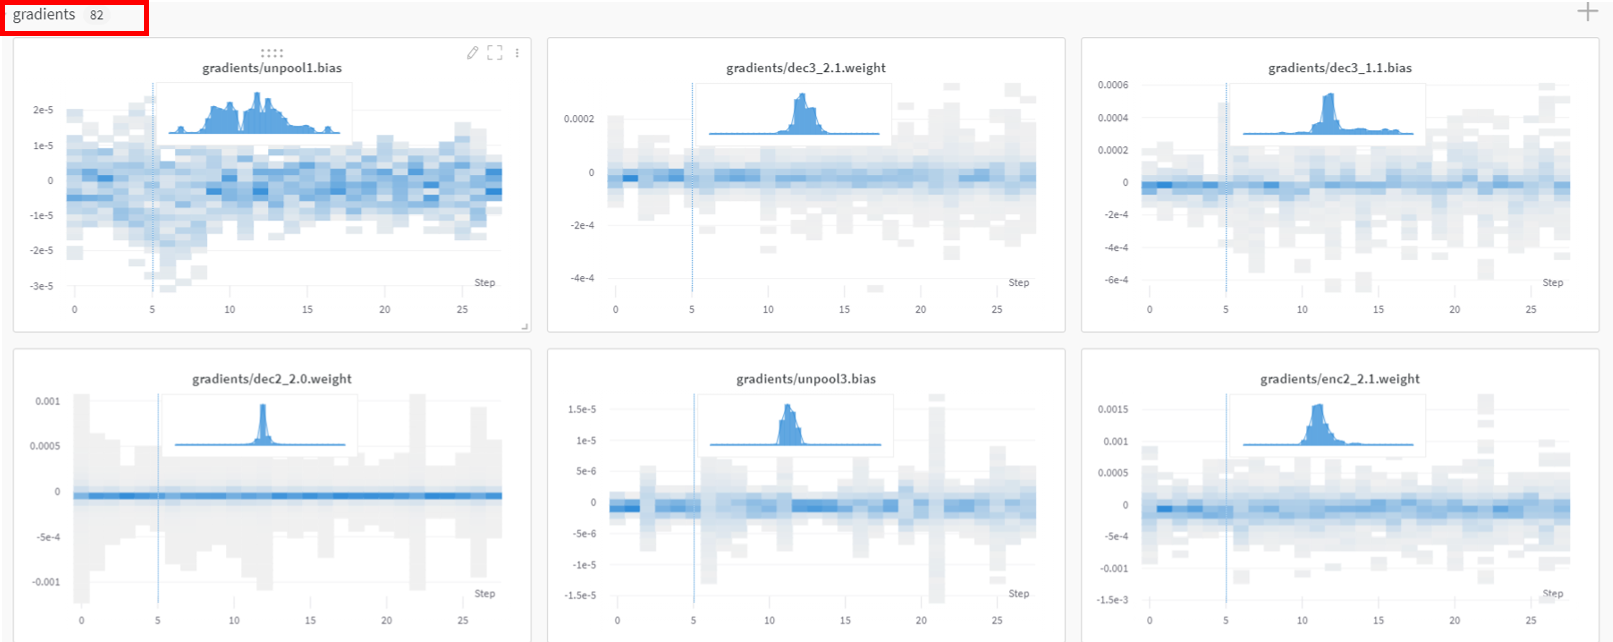 gradients 82
gradients/unpool1.bias
2e-5
1e-5
0
-1e-5
-2e-5
-3e-5
Step
0 5 10 15 20 25
gradients/dec3_2.1.weight
0.0002
0
-2e-4
-4e-4
Step
0 5 10 15 20 25
gradients/dec3_1.1.bias
0.0006
0.0004
0.0002
0
-2e-4
-4e-4
-6e-4
Step
0 5 10 15 20 25
gradients/dec2_2.0.weight
0.001
0.0005
0
-5e-4
-0.001
Step
0 5 10 15 20 25
gradients/unpool3.bias
1.5e-5
1e-5
5e-6
0
-5e-6
-1e-5
-1.5e-5
Step
0 5 10 15 20 25
gradients/enc2_2.1.weight
0.0015
0.001
0.0005
0
-5e-4
-0.001
-1.5e-3
Step
0 5 10 15 20 25